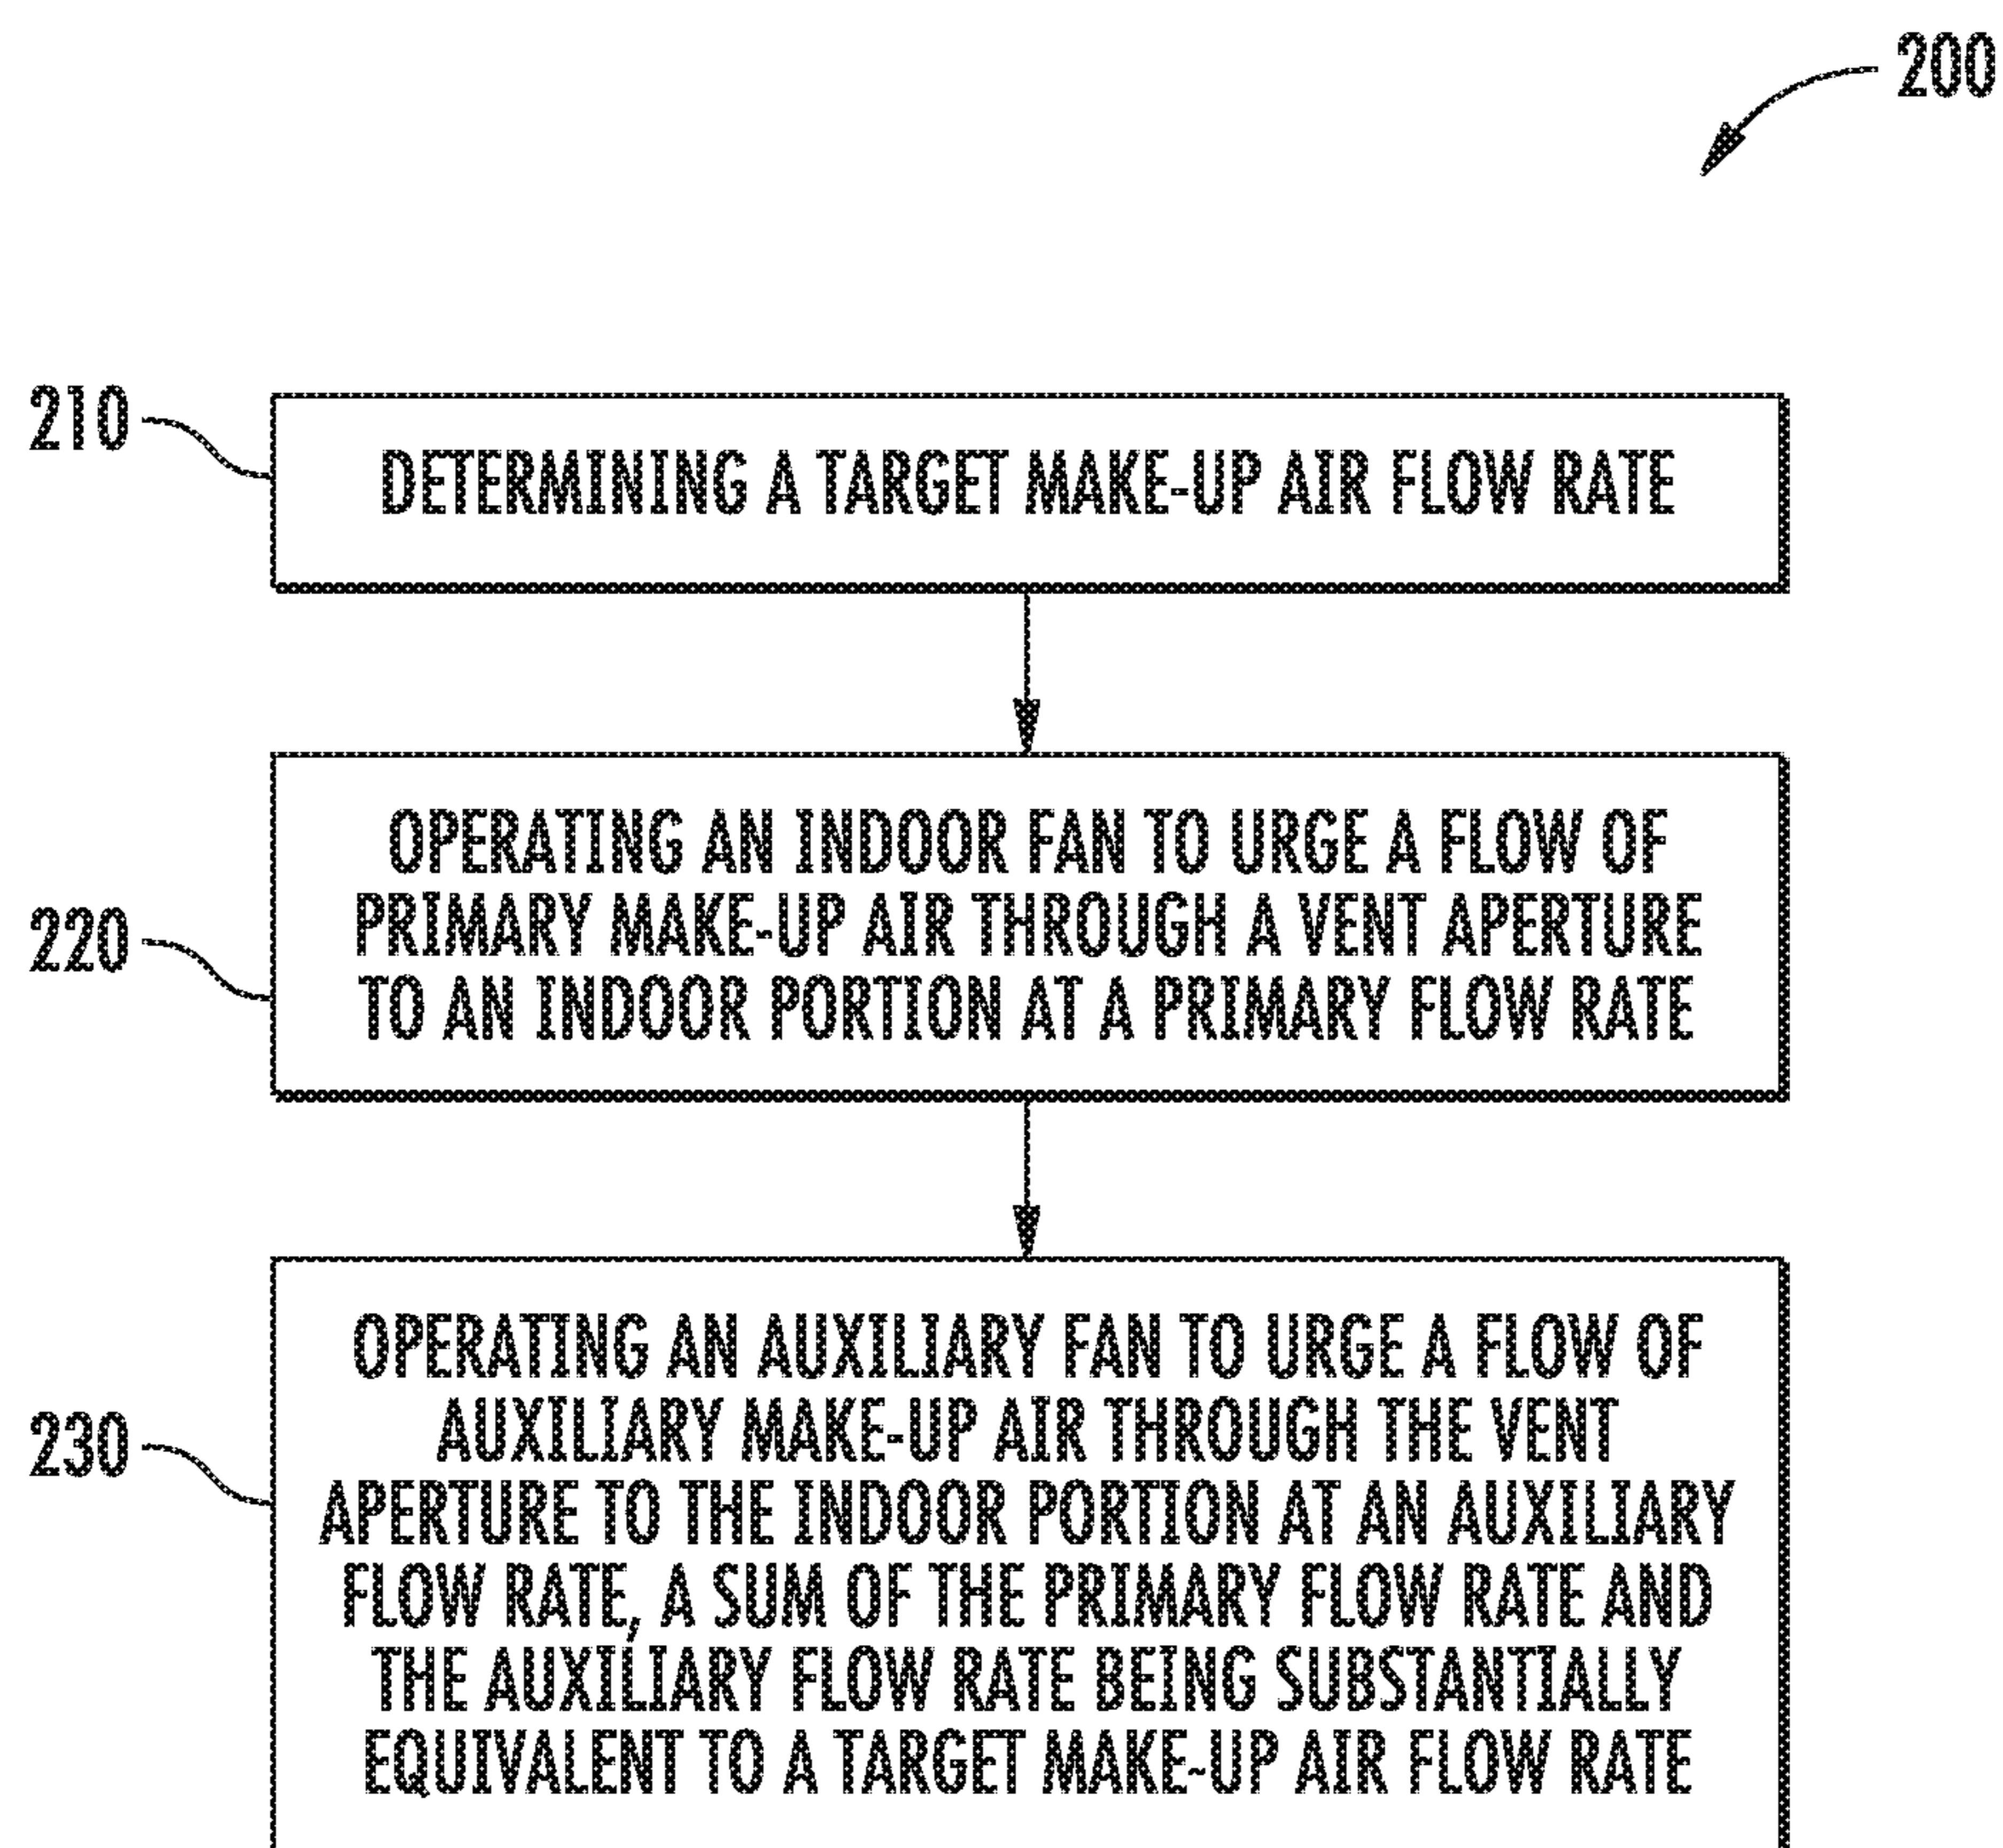 200
210
DETERMINING A TARGET MAKE-UP AIR FLOW RATE
220
OPERATING AN INDOOR FAN TO URGE A FLOW OF
PRIMARY MAKE-UP AIR THROUGH A VENT APERTURE
TO AN INDOOR PORTION AT A PRIMARY FLOW RATE
230
OPERATING AN AUXILIARY FAN TO URGE A FLOW OF
AUXILIARY MAKE-UP AIR THROUGH THE VENT
APERTURE TO THE INDOOR PORTION AT AN AUXILIARY
FLOW RATE, A SUM OF THE PRIMARY FLOW RATE AND
THE AUXILIARY FLOW RATE BEING SUBSTANTIALLY
EQUIVALENT TO A TARGET MAKE-UP AIR FLOW RATE